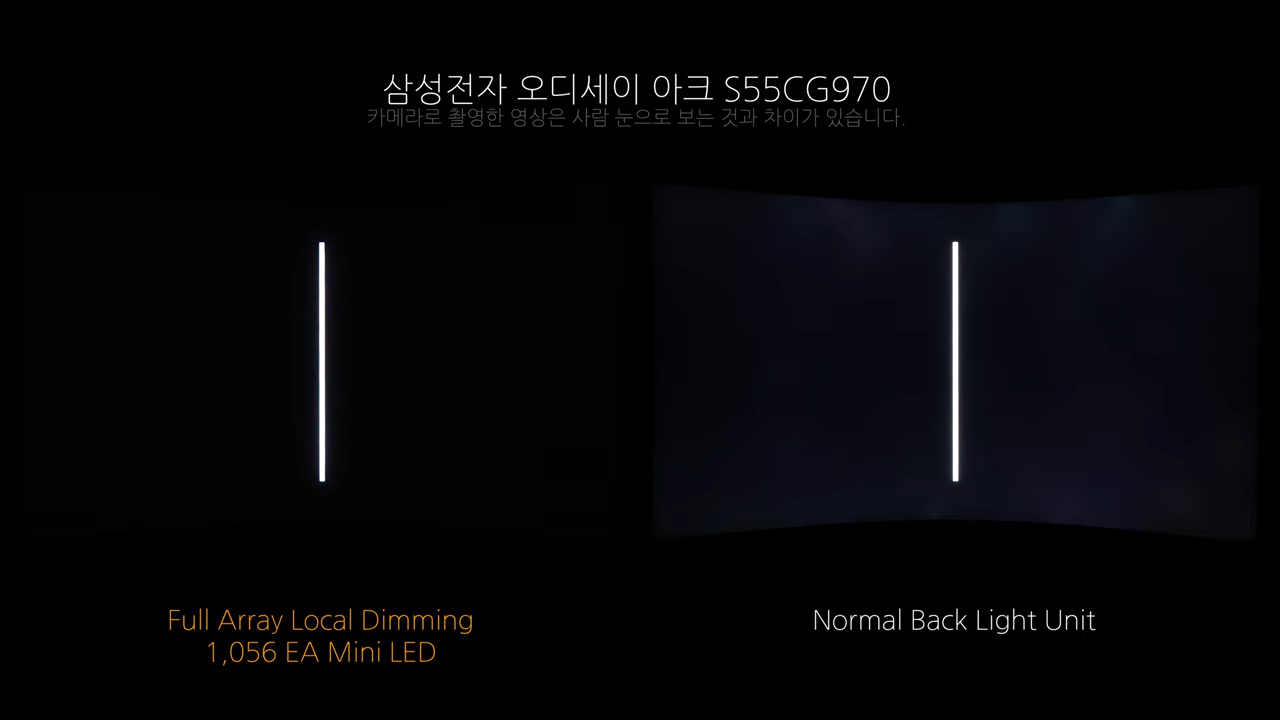 삼성전자 오디세이 아크 S55CG970
카메라로 촬영한 영상은 사람 눈으로 보는 것과 차이가 있습니다.
Full Array Local Dimming
1,056 EA Mini LED
Normal Back Light Unit